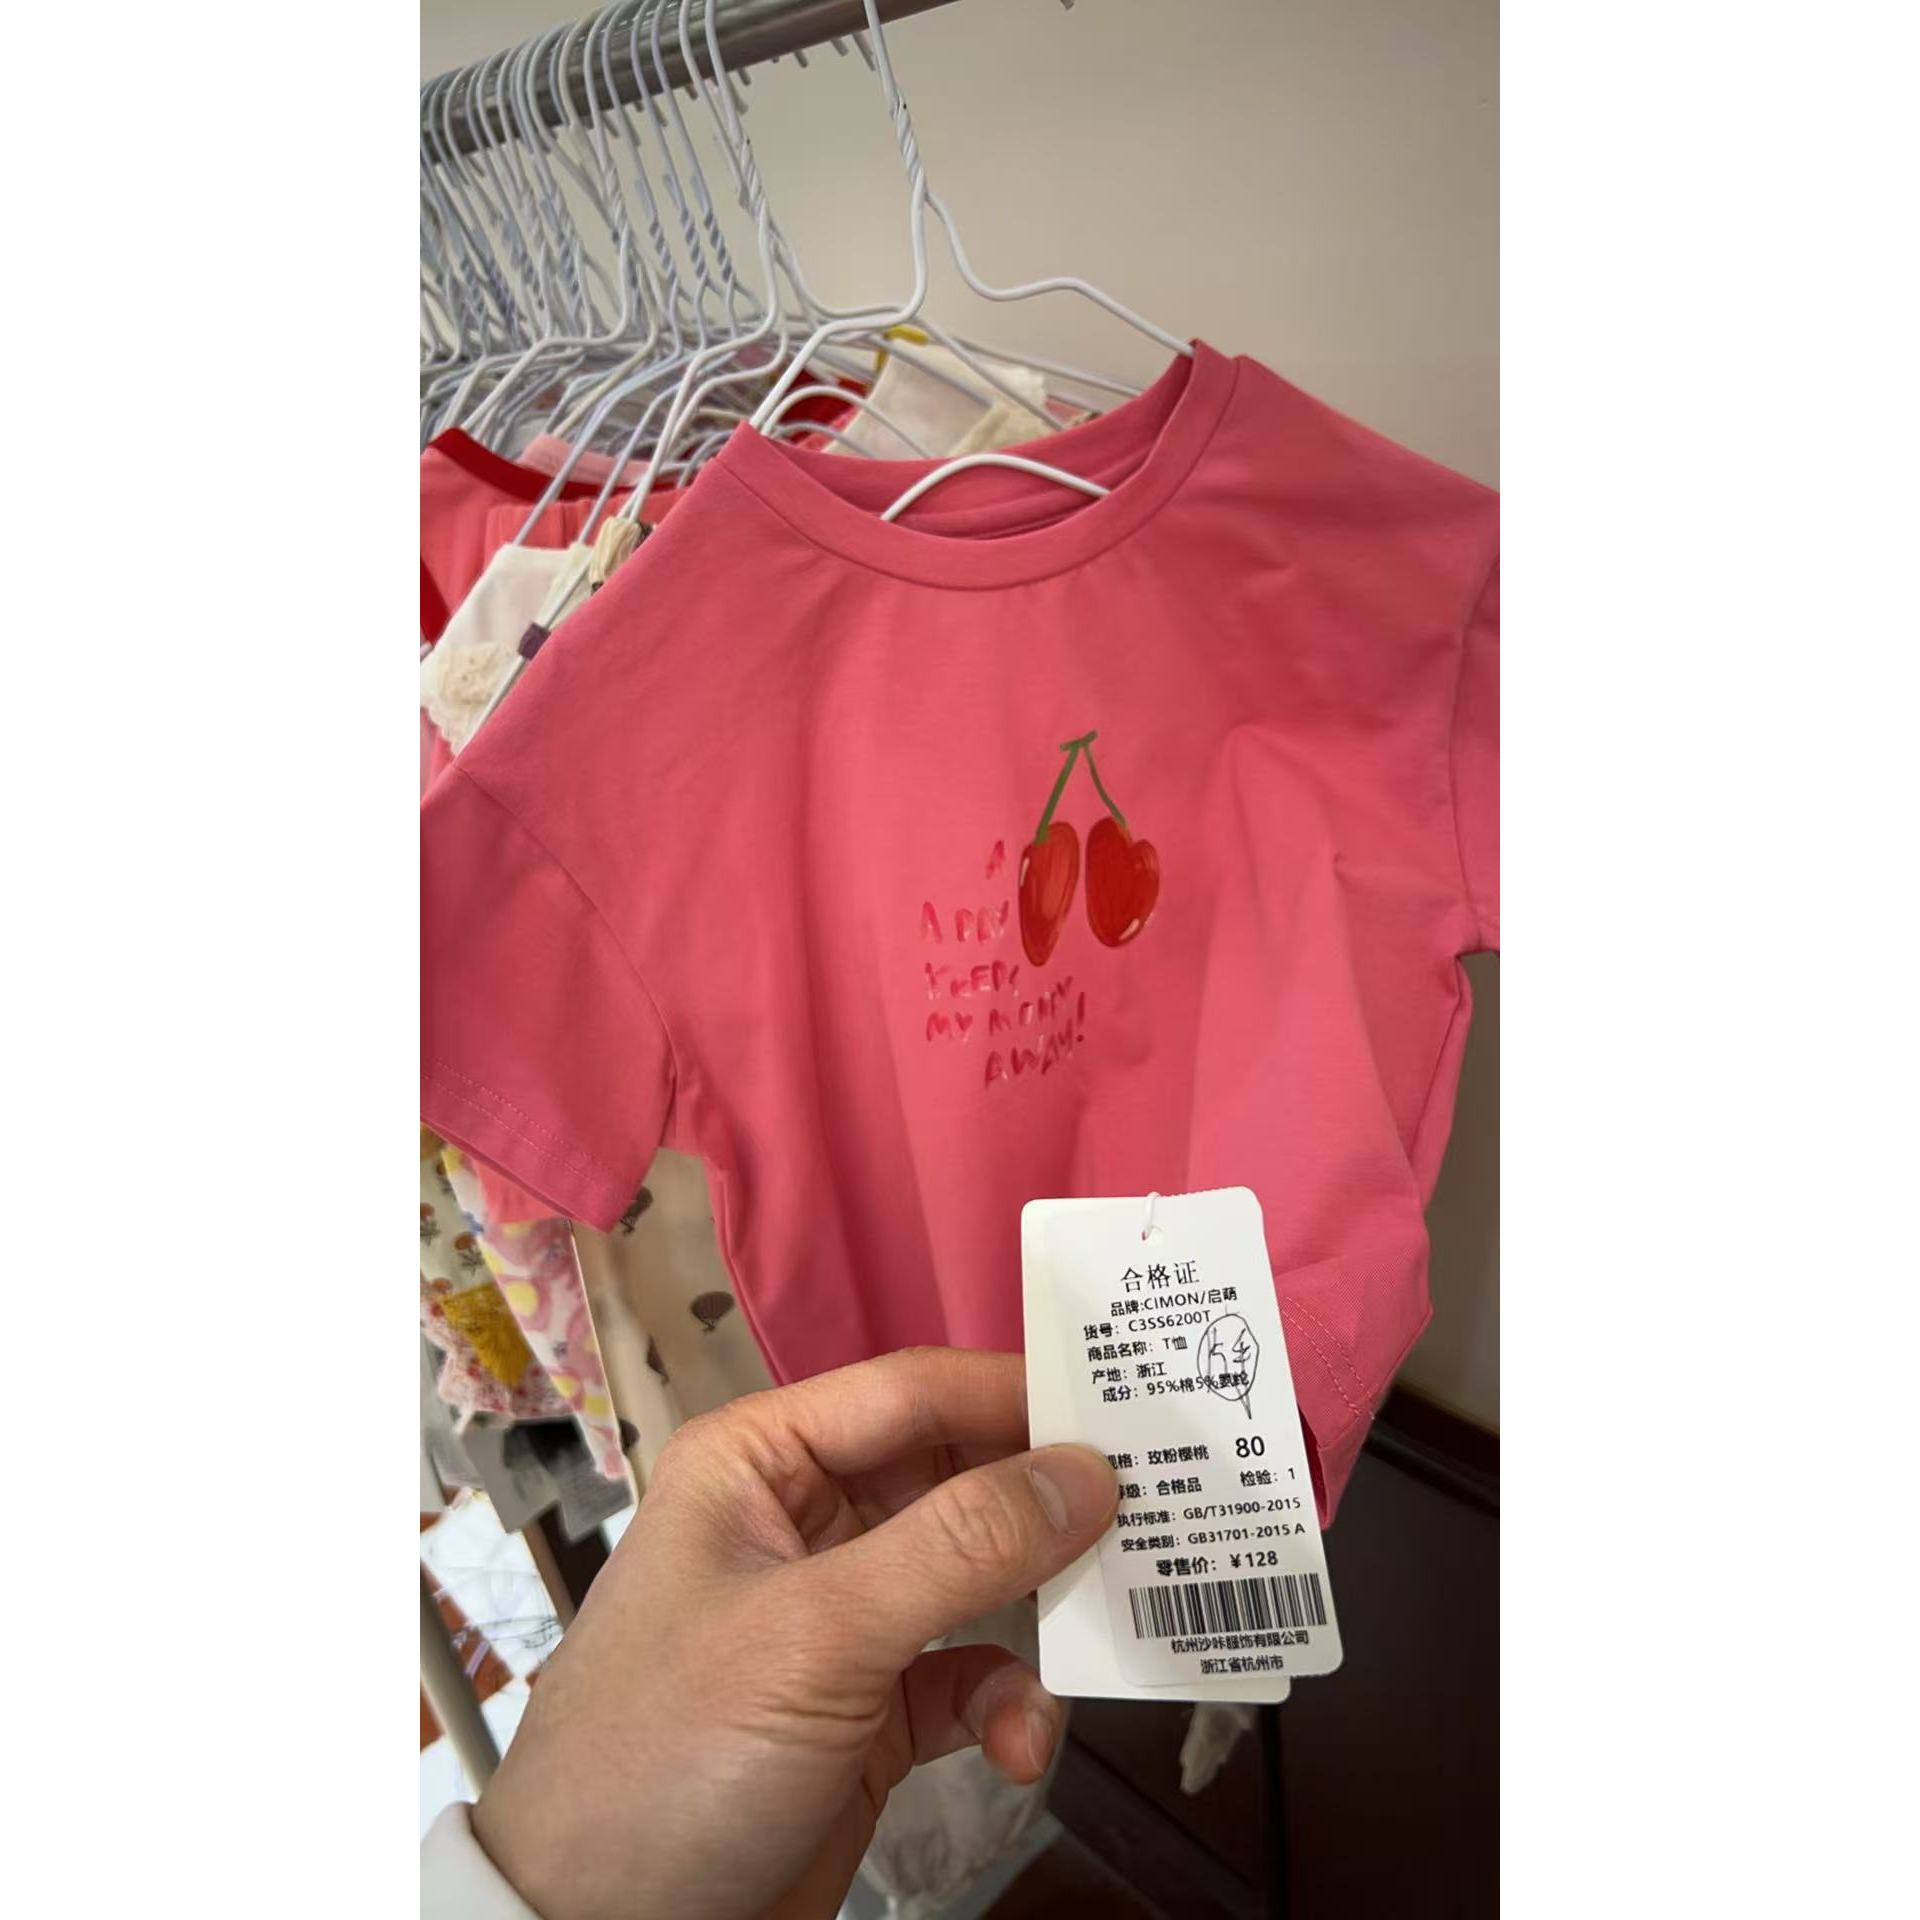 A
A DAY
KEEPS
MY MONEY
AWAY!
合格证
品牌:CIMON/启萌
货号：C3SS6200T
商品名称：T恤
产地：浙江
成分：95%棉5%氨纶
规格：玫粉樱桃 80
等级：合格品 检验：1
执行标准：GB/T31900-2015
安全类别：GB31701-2015 A
零售价：￥128
杭州沙咔服饰有限公司
浙江省杭州市